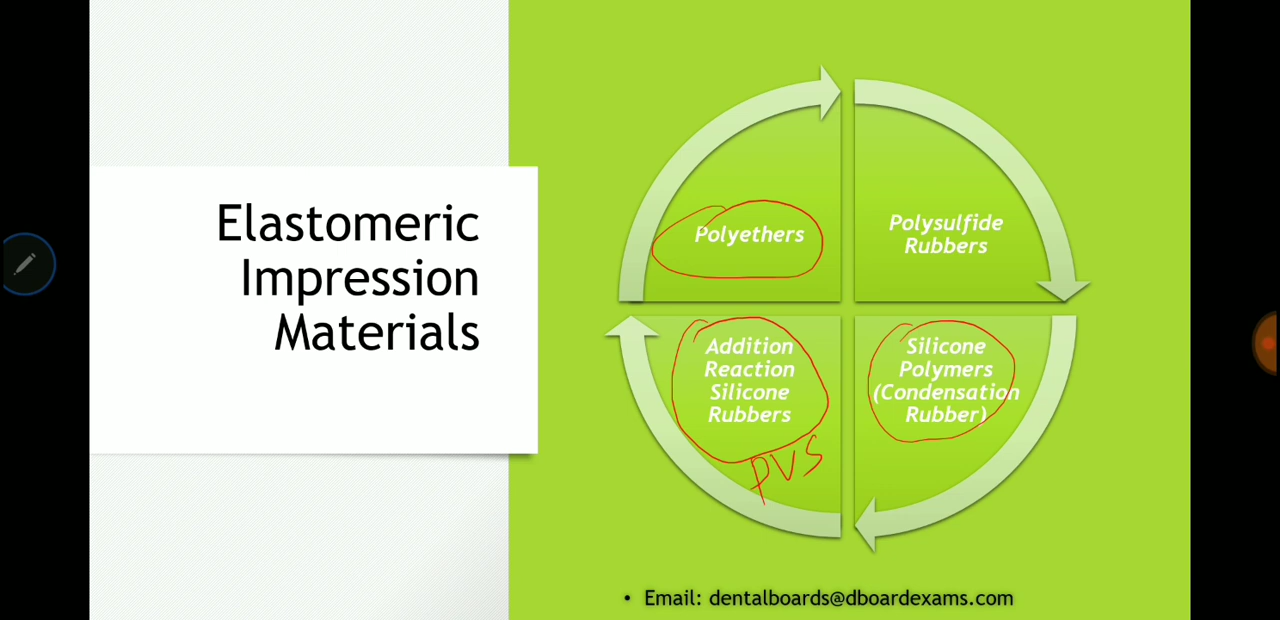 Elastomeric
Impression
Materials
Polyethers
Polysulfide
Rubbers
Addition
Reaction
Silicone
Rubbers
PVS
Silicone
Polymers
(Condensation
Rubber)
• Email: dentalboards@dboardexams.com